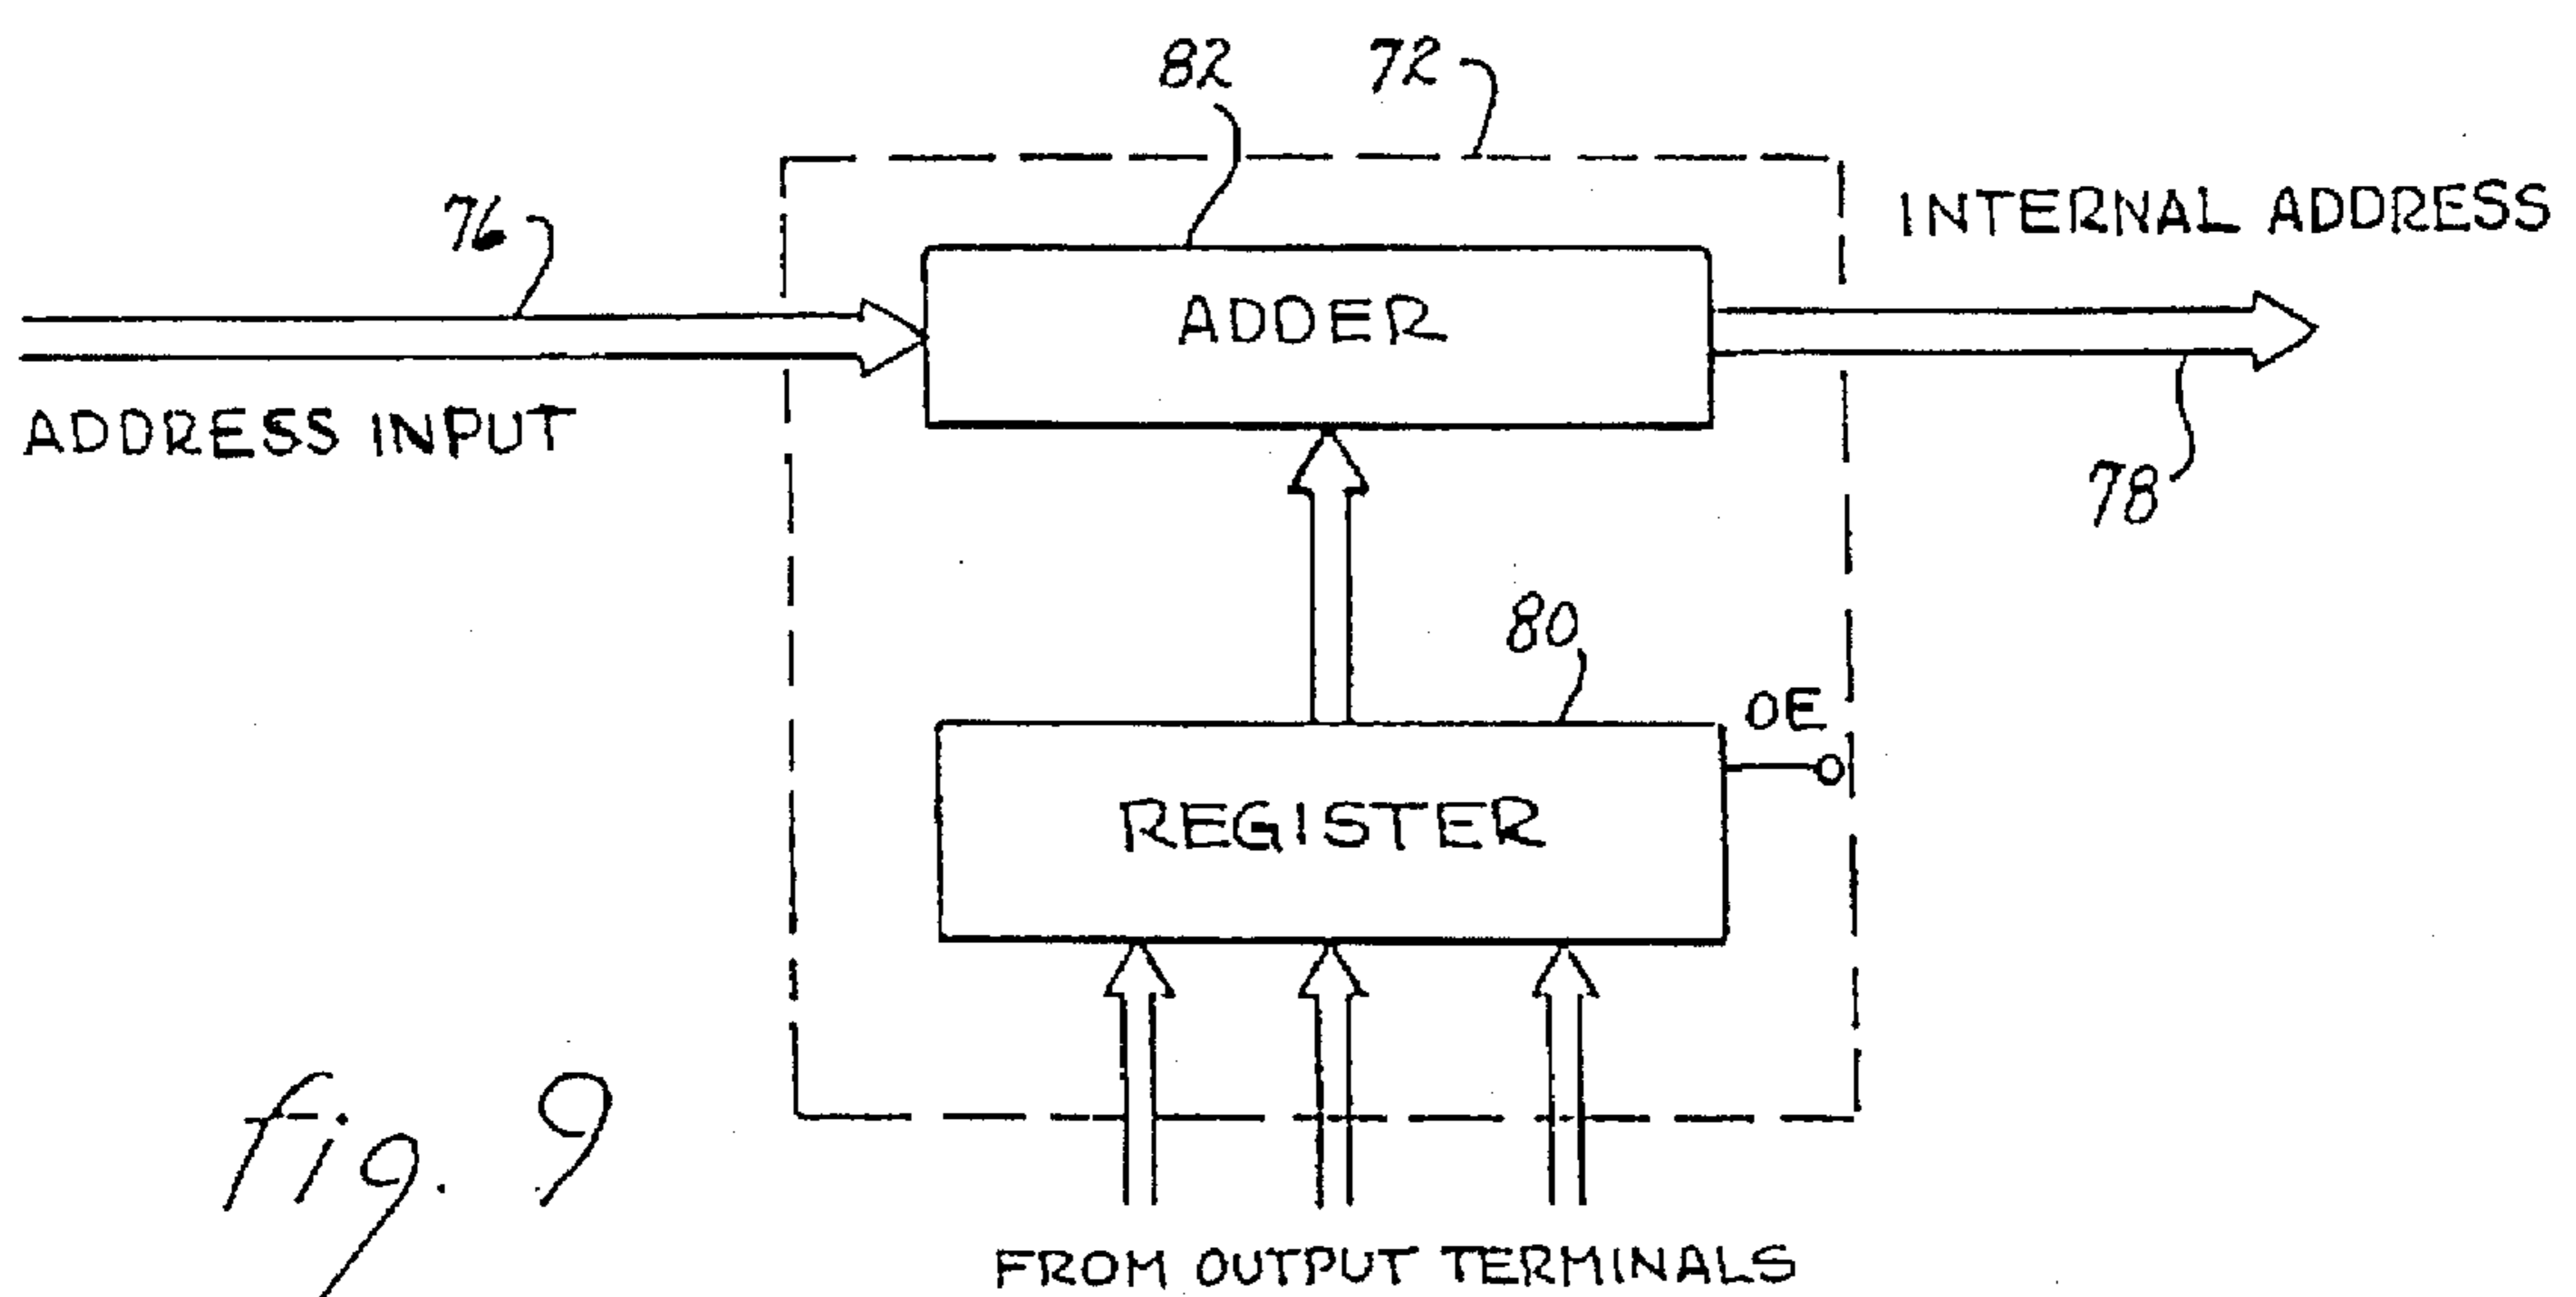 82
72
76
INTERNAL ADDRESS
ADDER
ADDRESS INPUT
78
80
OE
REGISTER
fig. 9
FROM OUTPUT TERMINALS